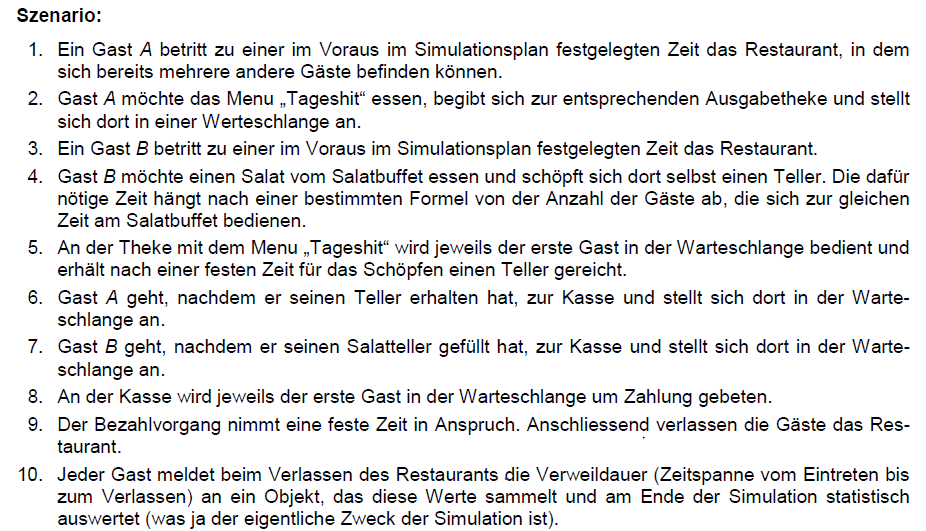 Szenario:
1. Ein Gast A betritt zu einer im Voraus im Simulationsplan festgelegten Zeit das Restaurant, in dem
sich bereits mehrere andere Gäste befinden können.
2. Gast A möchte das Menu „Tageshit“ essen, begibt sich zur entsprechenden Ausgabetheke und stellt
sich dort in einer Werteschlange an.
3. Ein Gast B betritt zu einer im Voraus im Simulationsplan festgelegten Zeit das Restaurant.
4. Gast B möchte einen Salat vom Salatbuffet essen und schöpft sich dort selbst einen Teller. Die dafür
nötige Zeit hängt nach einer bestimmten Formel von der Anzahl der Gäste ab, die sich zur gleichen
Zeit am Salatbuffet bedienen.
5. An der Theke mit dem Menu „Tageshit“ wird jeweils der erste Gast in der Warteschlange bedient und
erhält nach einer festen Zeit für das Schöpfen einen Teller gereicht.
6. Gast A geht, nachdem er seinen Teller erhalten hat, zur Kasse und stellt sich dort in der Warte-
schlange an.
7. Gast B geht, nachdem er seinen Salatteller gefüllt hat, zur Kasse und stellt sich dort in der Warte-
schlange an.
8. An der Kasse wird jeweils der erste Gast in der Warteschlange um Zahlung gebeten.
9. Der Bezahlvorgang nimmt eine feste Zeit in Anspruch. Anschliessend verlassen die Gäste das Res-
taurant.
10. Jeder Gast meldet beim Verlassen des Restaurants die Verweildauer (Zeitspanne vom Eintreten bis
zum Verlassen) an ein Objekt, das diese Werte sammelt und am Ende der Simulation statistisch
auswertet (was ja der eigentliche Zweck der Simulation ist).